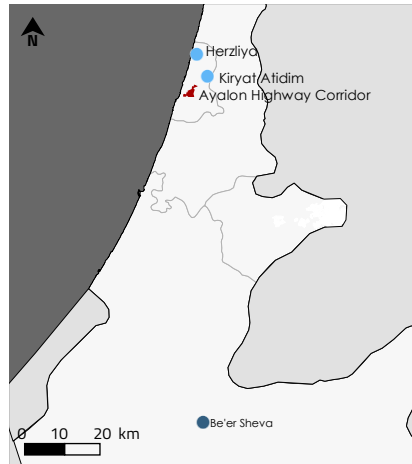 N
Herzliya
Kiryat Atidim
Ayalon Highway Corridor
Be'er Sheva
0 10 20 km